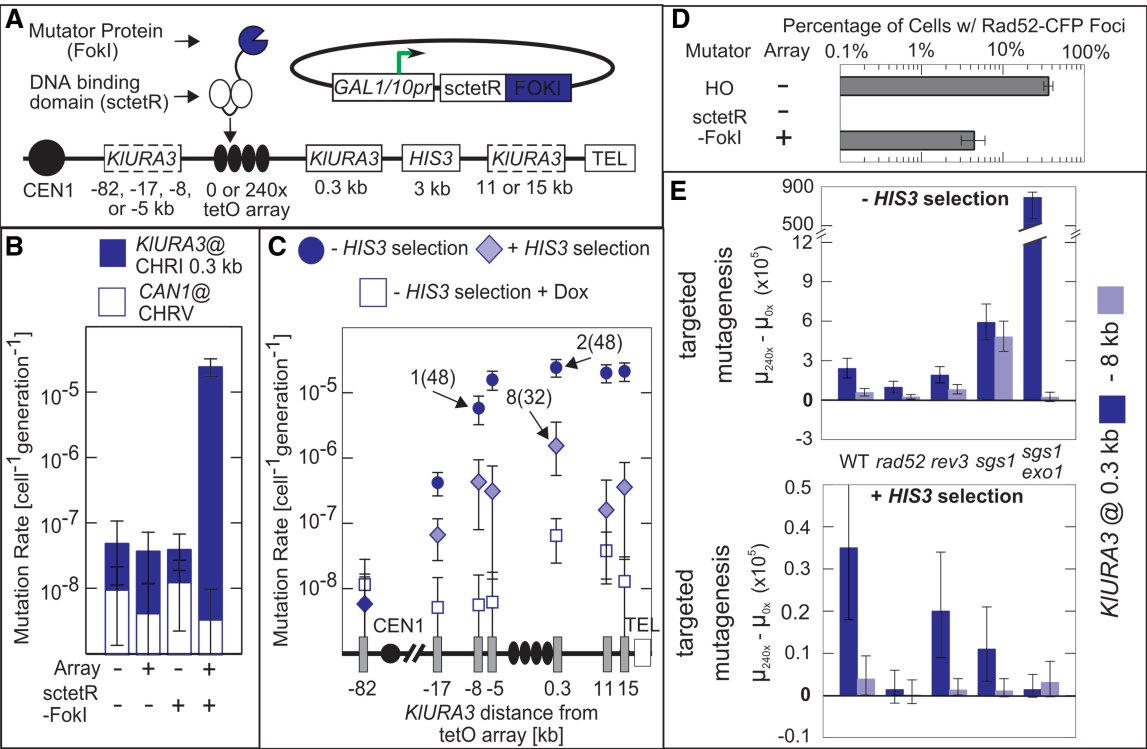 A
Mutator Protein
(FokI)
DNA binding
domain (sctetR)
GAL1/10pr
sctetR
FOKI
KlURA3
KlURA3
HIS3
KlURA3
TEL
CEN1
-82, -17, -8,
or -5 kb
0 or 240x
tetO array
0.3 kb
3 kb
11 or 15 kb
B
KlURA3@
CHRI 0.3 kb
CAN1@
CHRV
Mutation Rate [cell-1generation-1]
10-5
10-6
10-7
10-8
Array - + - +
sctetR
-FokI - - + +
C
- HIS3 selection
+ HIS3 selection
- HIS3 selection + Dox
Mutation Rate [cell-1generation-1]
10-5
10-6
10-7
10-8
1(48)
2(48)
8(32)
CEN1
TEL
-82 -17 -8 -5 0.3 11 15
KlURA3 distance from
tetO array [kb]
D
Percentage of Cells w/ Rad52-CFP Foci
Mutator Array 0.1% 1% 10% 100%
HO -
sctetR -
-FokI +
E
- HIS3 selection
targeted
mutagenesis
μ240x - μ0x (x10^5)
900
500
12
9
6
3
0
-3
WT rad52 rev3 sgs1 sgs1
exo1
+ HIS3 selection
targeted
mutagenesis
μ240x - μ0x (x10^5)
0.5
0.4
0.3
0.2
0.1
0
-0.1
KlURA3 @ 0.3 kb - 8 kb